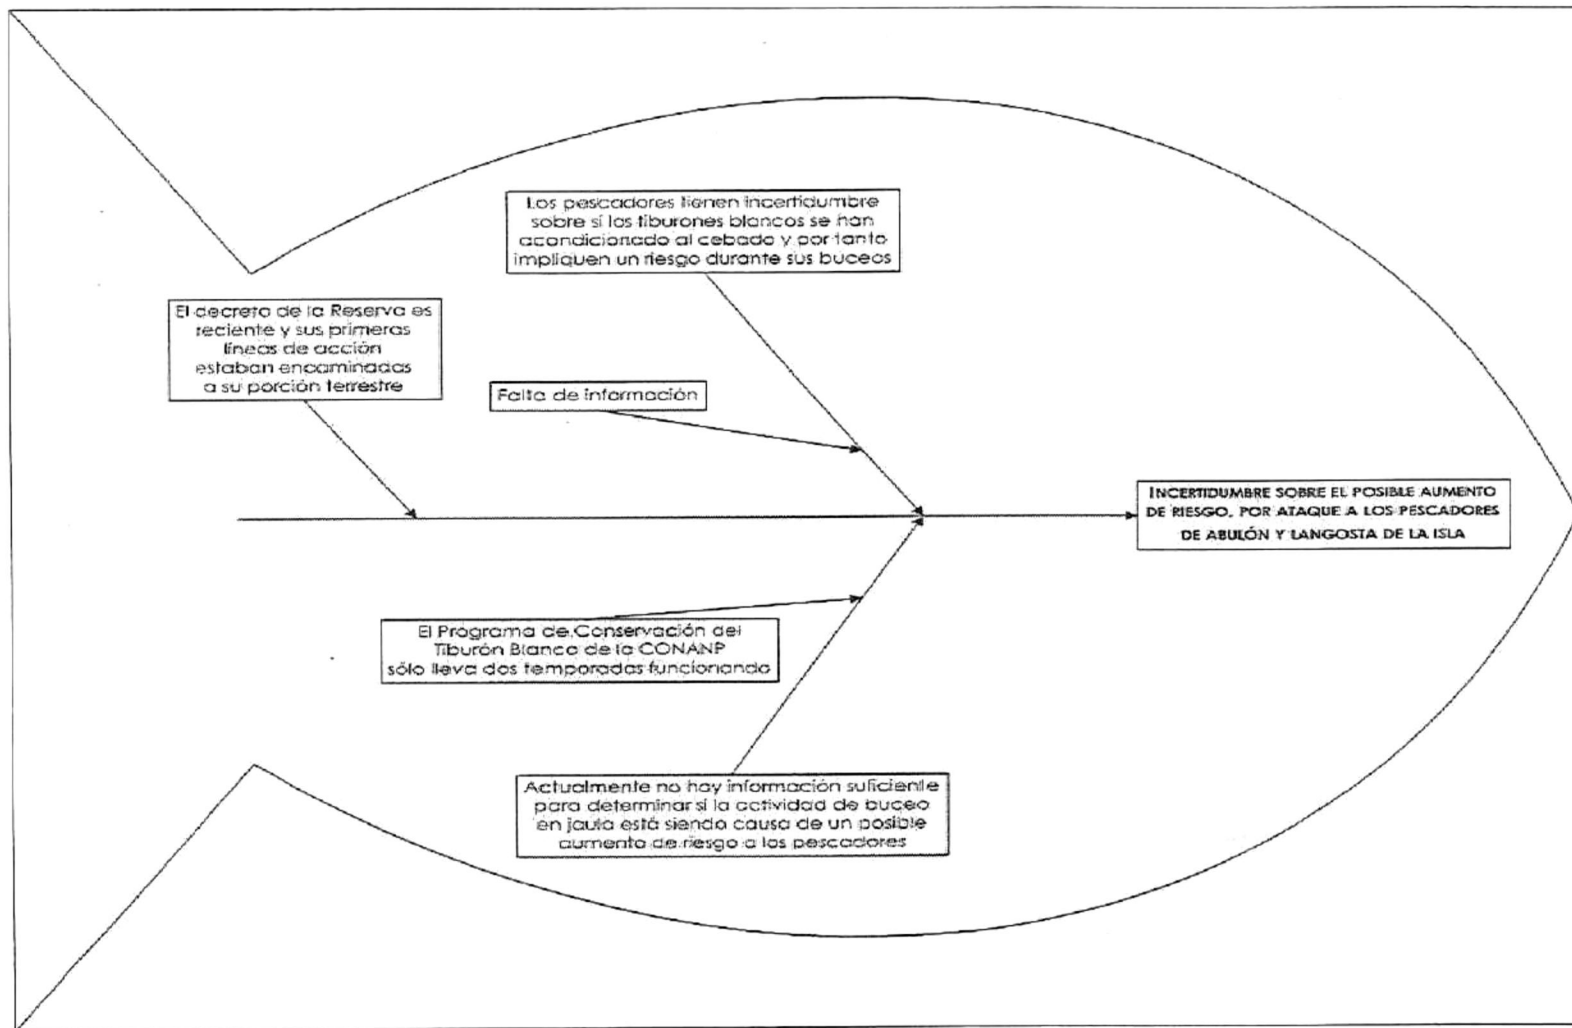 Los pescadores tienen incertidumbre
sobre si los tiburones blancos se han
acondicionado al cebado y por tanto
impliquen un riesgo durante sus buceos
El decreto de la Reserva es
reciente y sus primeras
líneas de acción
estaban encaminadas
a su porción terrestre
Falta de información
INCERTIDUMBRE SOBRE EL POSIBLE AUMENTO
DE RIESGO, POR ATAQUE A LOS PESCADORES
DE ABULÓN Y LANGOSTA DE LA ISLA
El Programa de Conservación del
Tiburón Blanco de la CONANP
sólo lleva dos temporadas funcionando
Actualmente no hay información suficiente
para determinar si la actividad de buceo
en jaula está siendo causa de un posible
aumento de riesgo a los pescadores